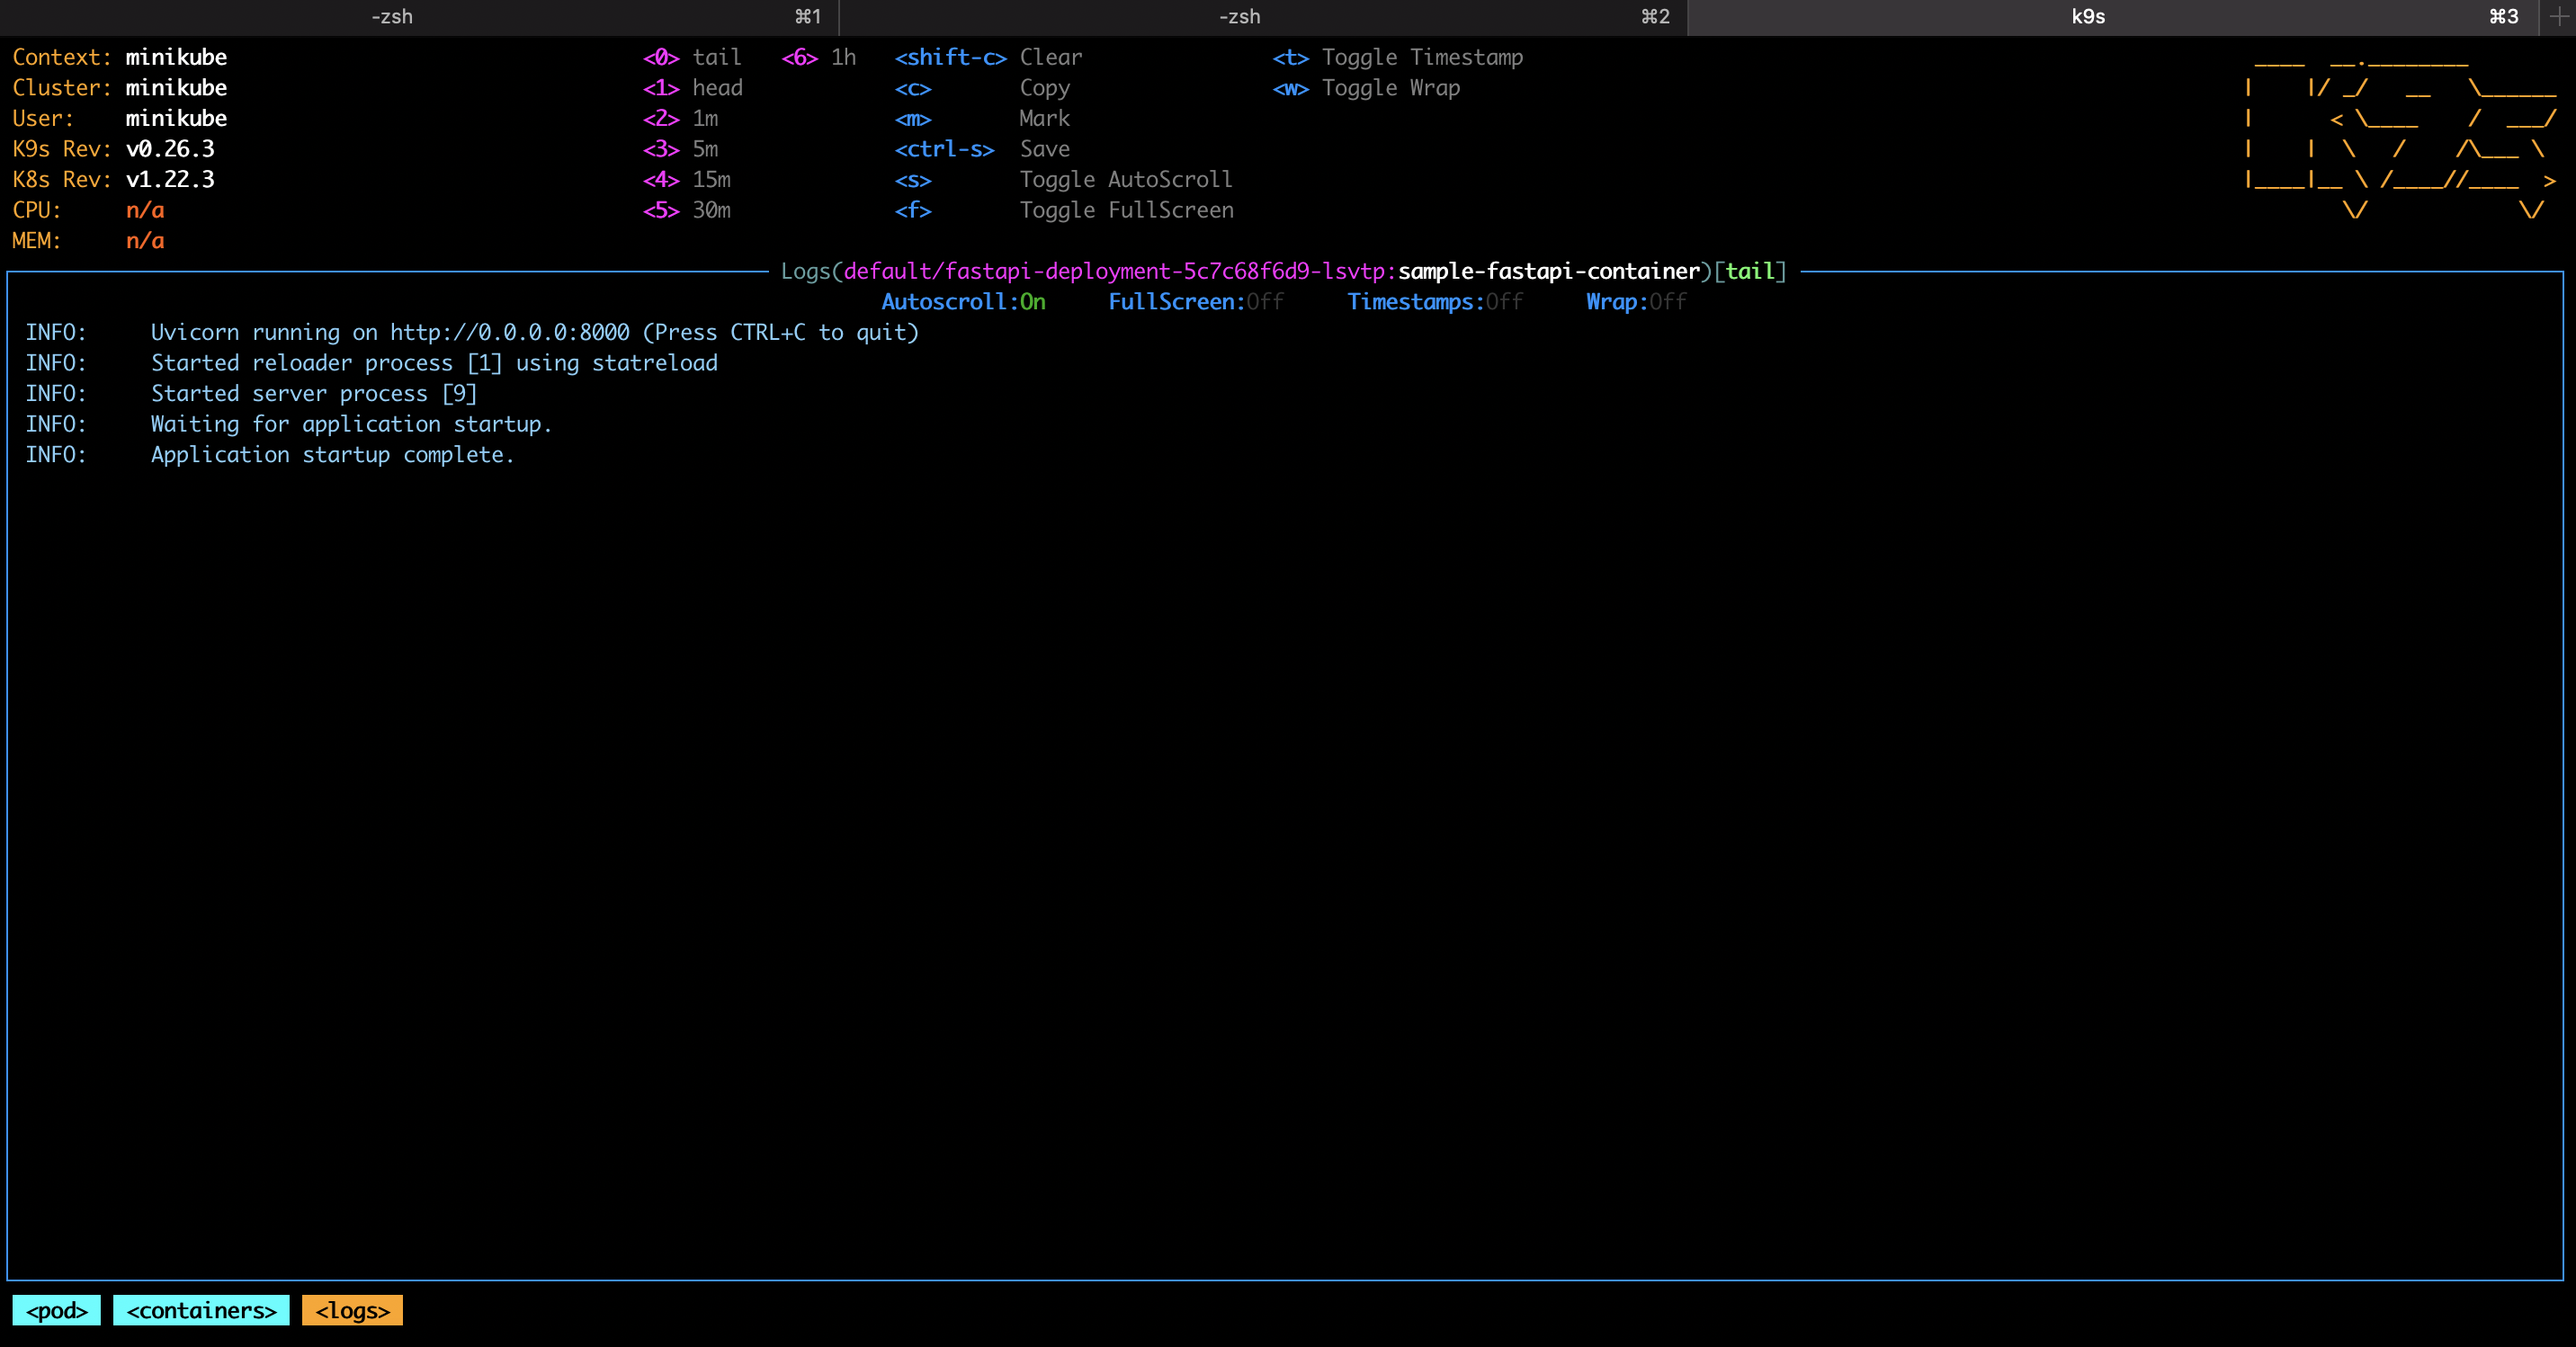 -zsh ⌘1 -zsh ⌘2 k9s ⌘3 +
Context: minikube <0> tail <6> 1h <shift-c> Clear <t> Toggle Timestamp
Cluster: minikube <1> head <c> Copy <w> Toggle Wrap
User: minikube <2> 1m <m> Mark
K9s Rev: v0.26.3 <3> 5m <ctrl-s> Save
K8s Rev: v1.22.3 <4> 15m <s> Toggle AutoScroll
CPU: n/a <5> 30m <f> Toggle FullScreen
MEM: n/a
Logs(default/fastapi-deployment-5c7c68f6d9-lsvtp:sample-fastapi-container)[tail]
Autoscroll:On FullScreen:Off Timestamps:Off Wrap:Off
INFO: Uvicorn running on http://0.0.0.0:8000 (Press CTRL+C to quit)
INFO: Started reloader process [1] using statreload
INFO: Started server process [9]
INFO: Waiting for application startup.
INFO: Application startup complete.
<pod> <containers> <logs>